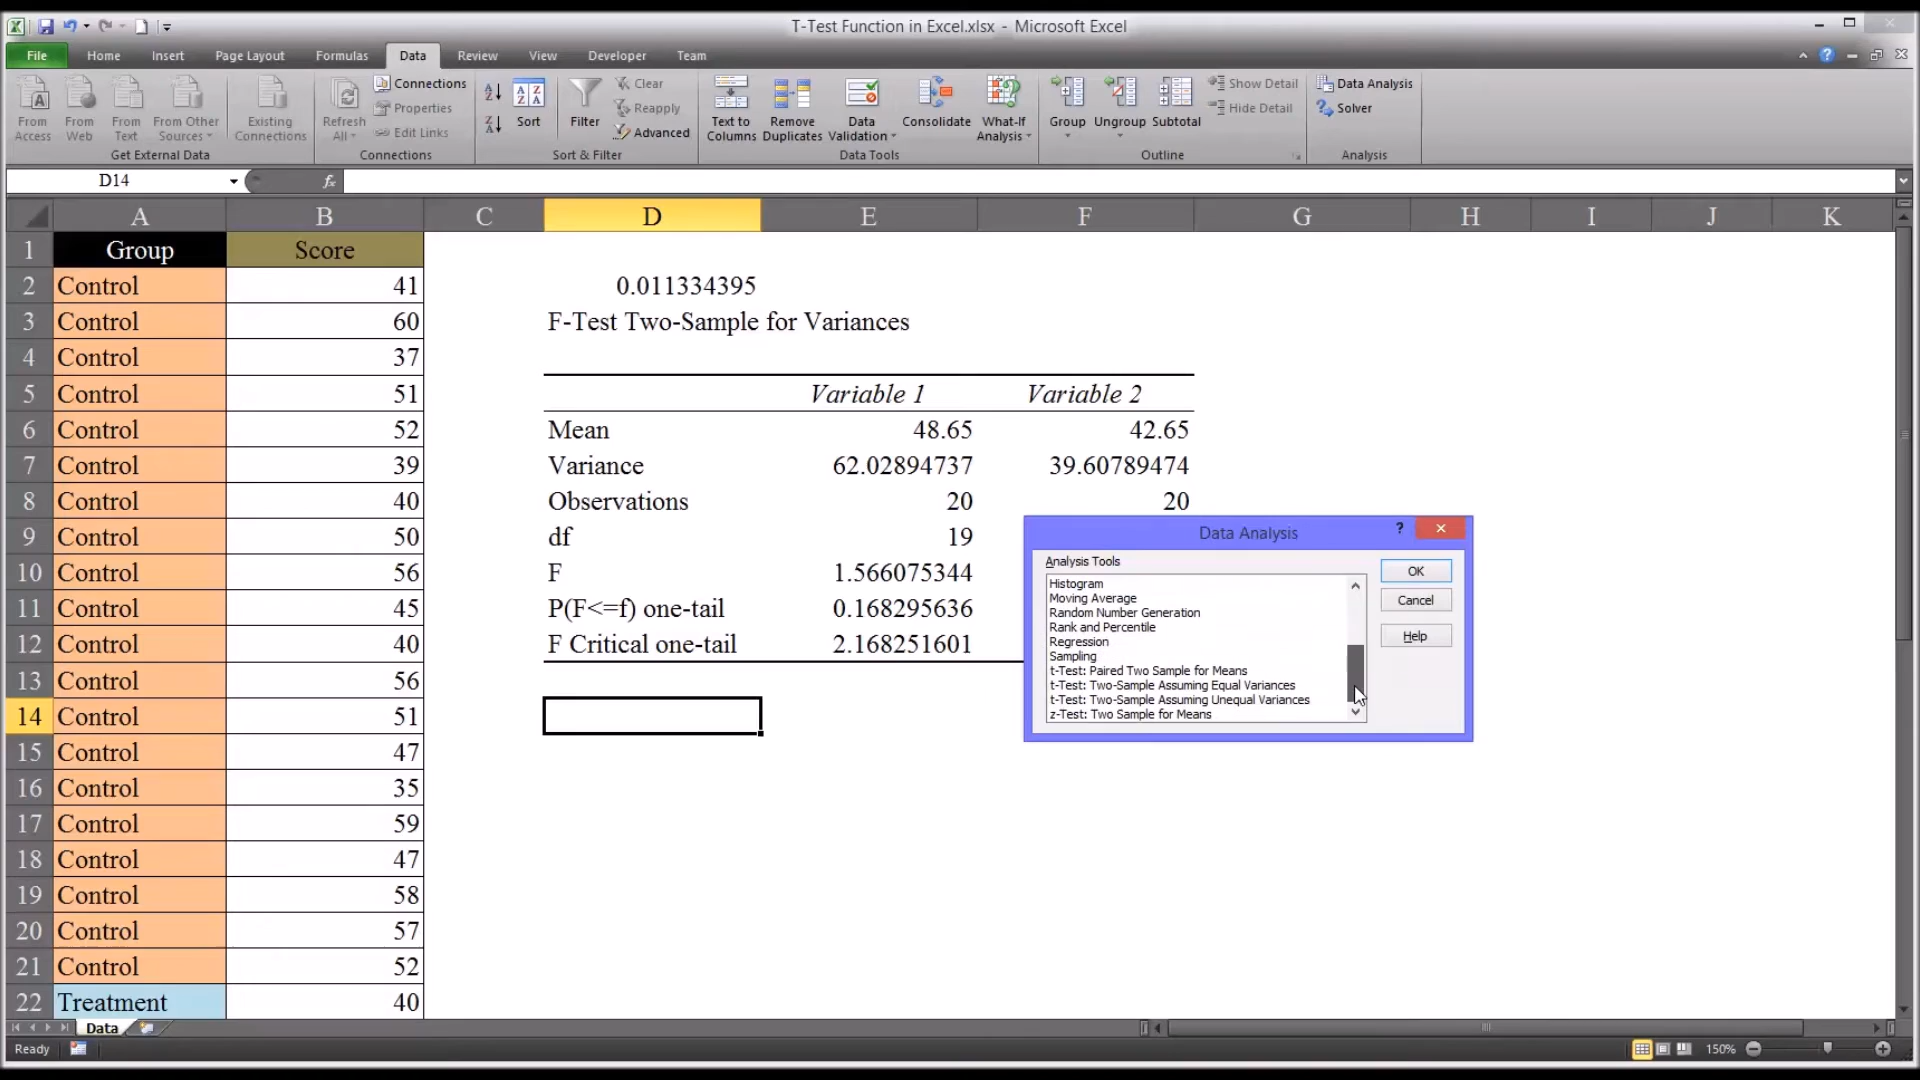 T-Test Function in Excel.xlsx - Microsoft Excel
File Home Insert Page Layout Formulas Data Review View Developer Team
From Access
From Web
From Text
From Other Sources
Existing Connections
Get External Data
Refresh All
Connections
Properties
Edit Links
Connections
Sort
Filter
Clear
Reapply
Advanced
Sort & Filter
Text to Columns
Remove Duplicates
Data Validation
Consolidate
What-If Analysis
Data Tools
Group
Ungroup
Subtotal
Show Detail
Hide Detail
Outline
Data Analysis
Solver
Analysis
D14
fx
A B C D E F G H I J K
1 Group Score
2 Control 41 0.011334395
3 Control 60 F-Test Two-Sample for Variances
4 Control 37
5 Control 51 Variable 1 Variable 2
6 Control 52 Mean 48.65 42.65
7 Control 39 Variance 62.02894737 39.60789474
8 Control 40 Observations 20 20
9 Control 50 df 19
10 Control 56 F 1.566075344
11 Control 45 P(F<=f) one-tail 0.168295636
12 Control 40 F Critical one-tail 2.168251601
13 Control 56
14 Control 51
15 Control 47
16 Control 35
17 Control 59
18 Control 47
19 Control 58
20 Control 57
21 Control 52
22 Treatment 40
Data Analysis
?
Analysis Tools
Histogram
Moving Average
Random Number Generation
Rank and Percentile
Regression
Sampling
t-Test: Paired Two Sample for Means
t-Test: Two-Sample Assuming Equal Variances
t-Test: Two-Sample Assuming Unequal Variances
z-Test: Two Sample for Means
OK
Cancel
Help
Data
Ready
150%